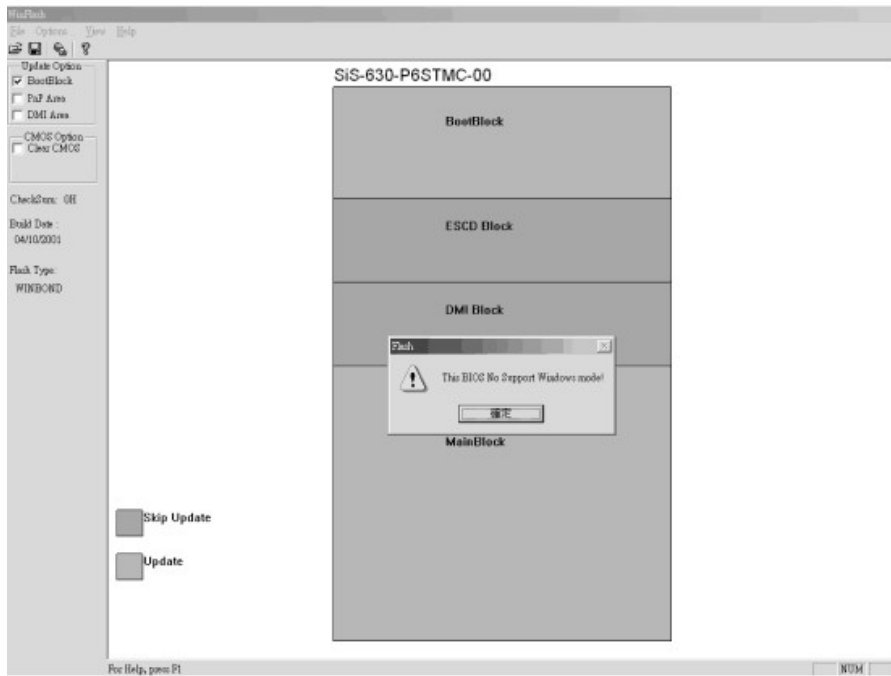 WinFlash
File Options View Help
Update Option
BootBlock
PnP Area
DMI Area
CMOS Option
Clear CMOS
CheckSum: 0H
Build Date :
04/10/2001
Flash Type:
WINBOND
SiS-630-P6STMC-00
BootBlock
ESCD Block
DMI Block
Flash
This BIOS No Support Windows mode!
確定
MainBlock
Skip Update
Update
For Help, press F1
NUM